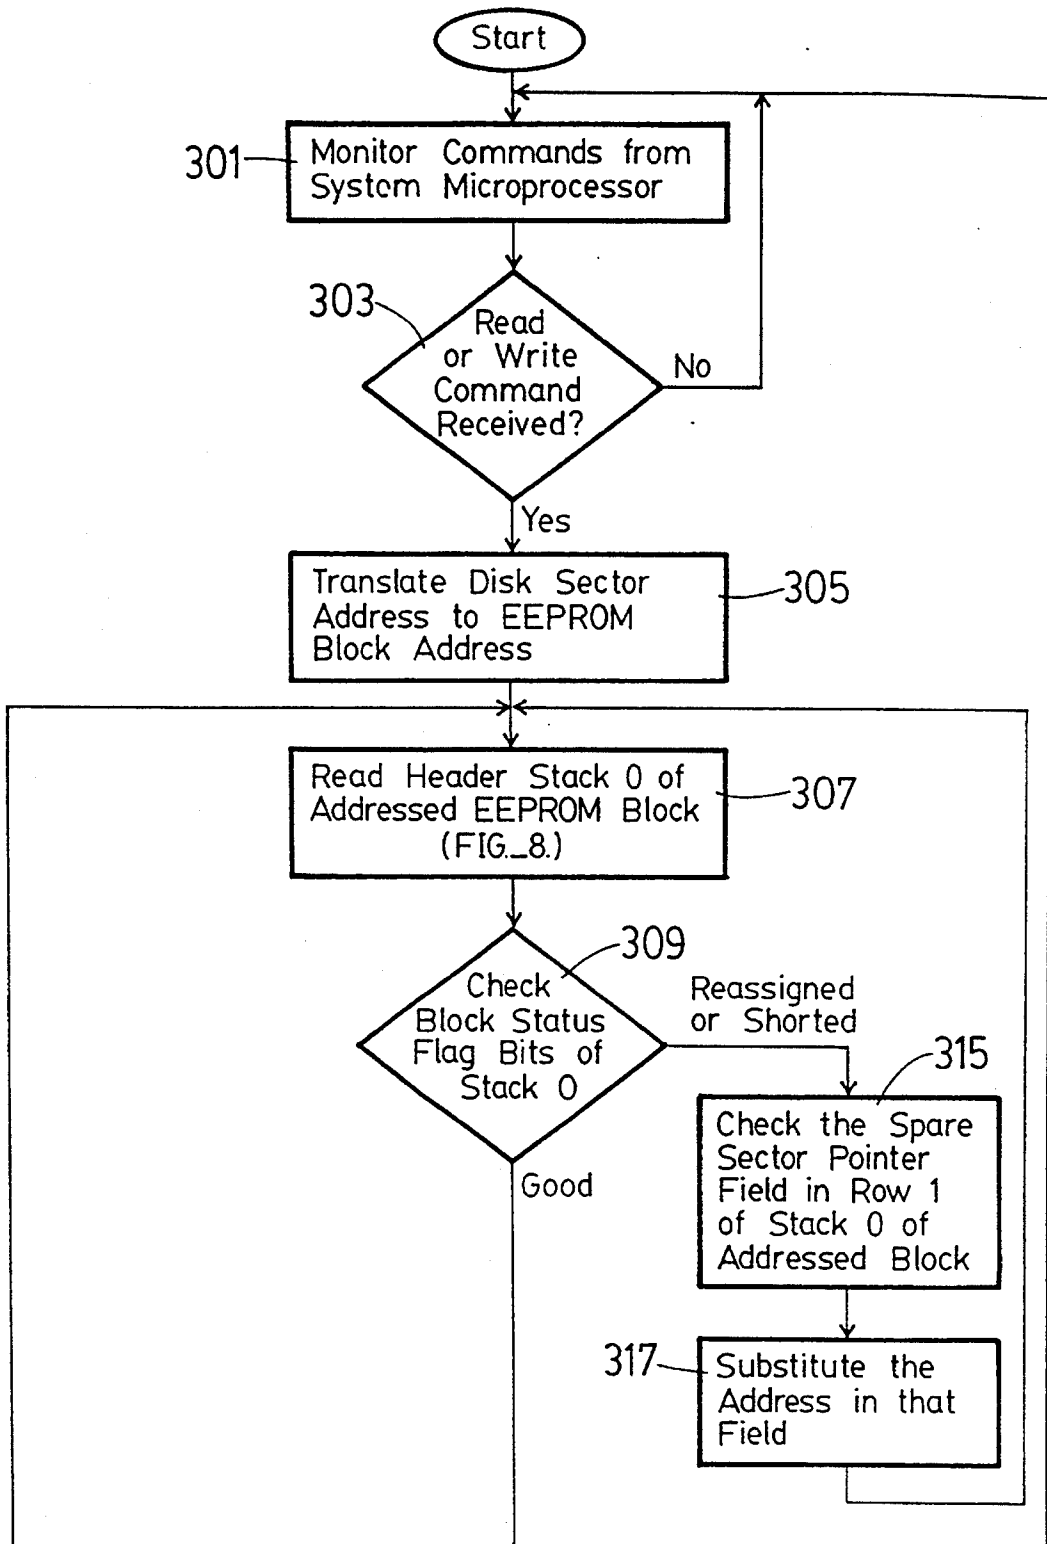 Start
301
Monitor Commands from
System Microprocessor
303
Read
or Write
Command
Received?
No
Yes
Translate Disk Sector
Address to EEPROM
Block Address
305
Read Header Stack 0 of
Addressed EEPROM Block
(FIG._8.)
307
309
Check
Block Status
Flag Bits of
Stack 0
Reassigned
or Shorted
Good
315
Check the Spare
Sector Pointer
Field in Row 1
of Stack 0 of
Addressed Block
317
Substitute the
Address in that
Field